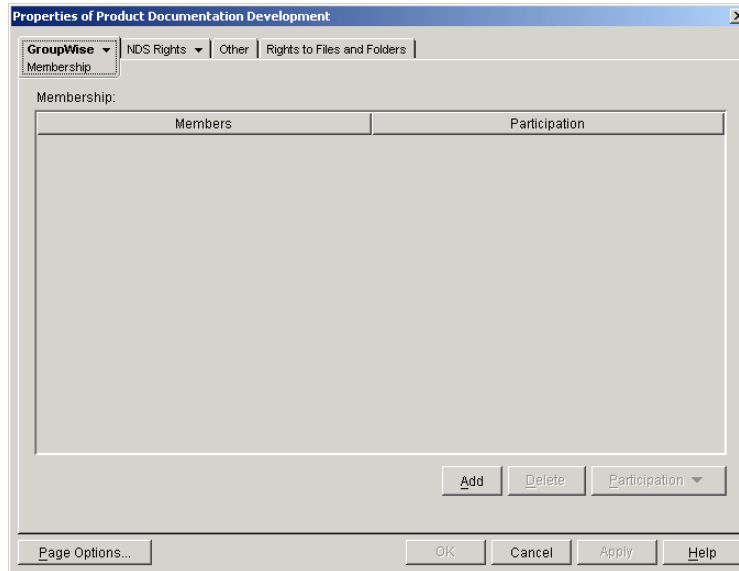 Properties of Product Documentation Development
GroupWise NDS Rights Other Rights to Files and Folders
Membership
Membership:
Members Participation
Add Delete Participation
Page Options... OK Cancel Apply Help